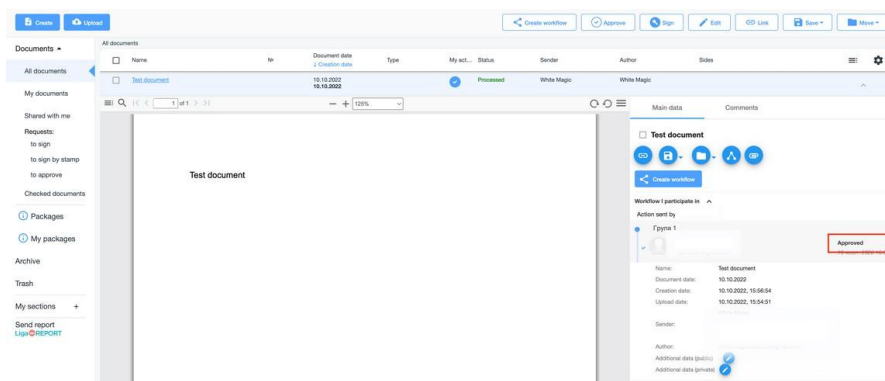 Create Upload Create workflow Approve Sign Edit Link Save Move
Documents All documents
Name № Document date Type My act... Status Sender Author Sides
↓ Creation date
All documents
Test document 10.10.2022 Processed White Magic White Magic
10.10.2022
My documents
1 of 1 125% Main data Comments
Shared with me
Requests:
to sign
to sign by stamp
to approve
Checked documents
Packages
My packages
Archive
Trash
My sections +
Send report
Liga REPORT
Test document
Test document
Create workflow
Workflow I participate in
Action sent by
Група 1
Approved
Name: Test document
Document date: 10.10.2022
Creation date: 10.10.2022, 15:56:54
Upload date: 10.10.2022, 15:54:51
Sender:
Author:
Additional data (public)
Additional data (private)